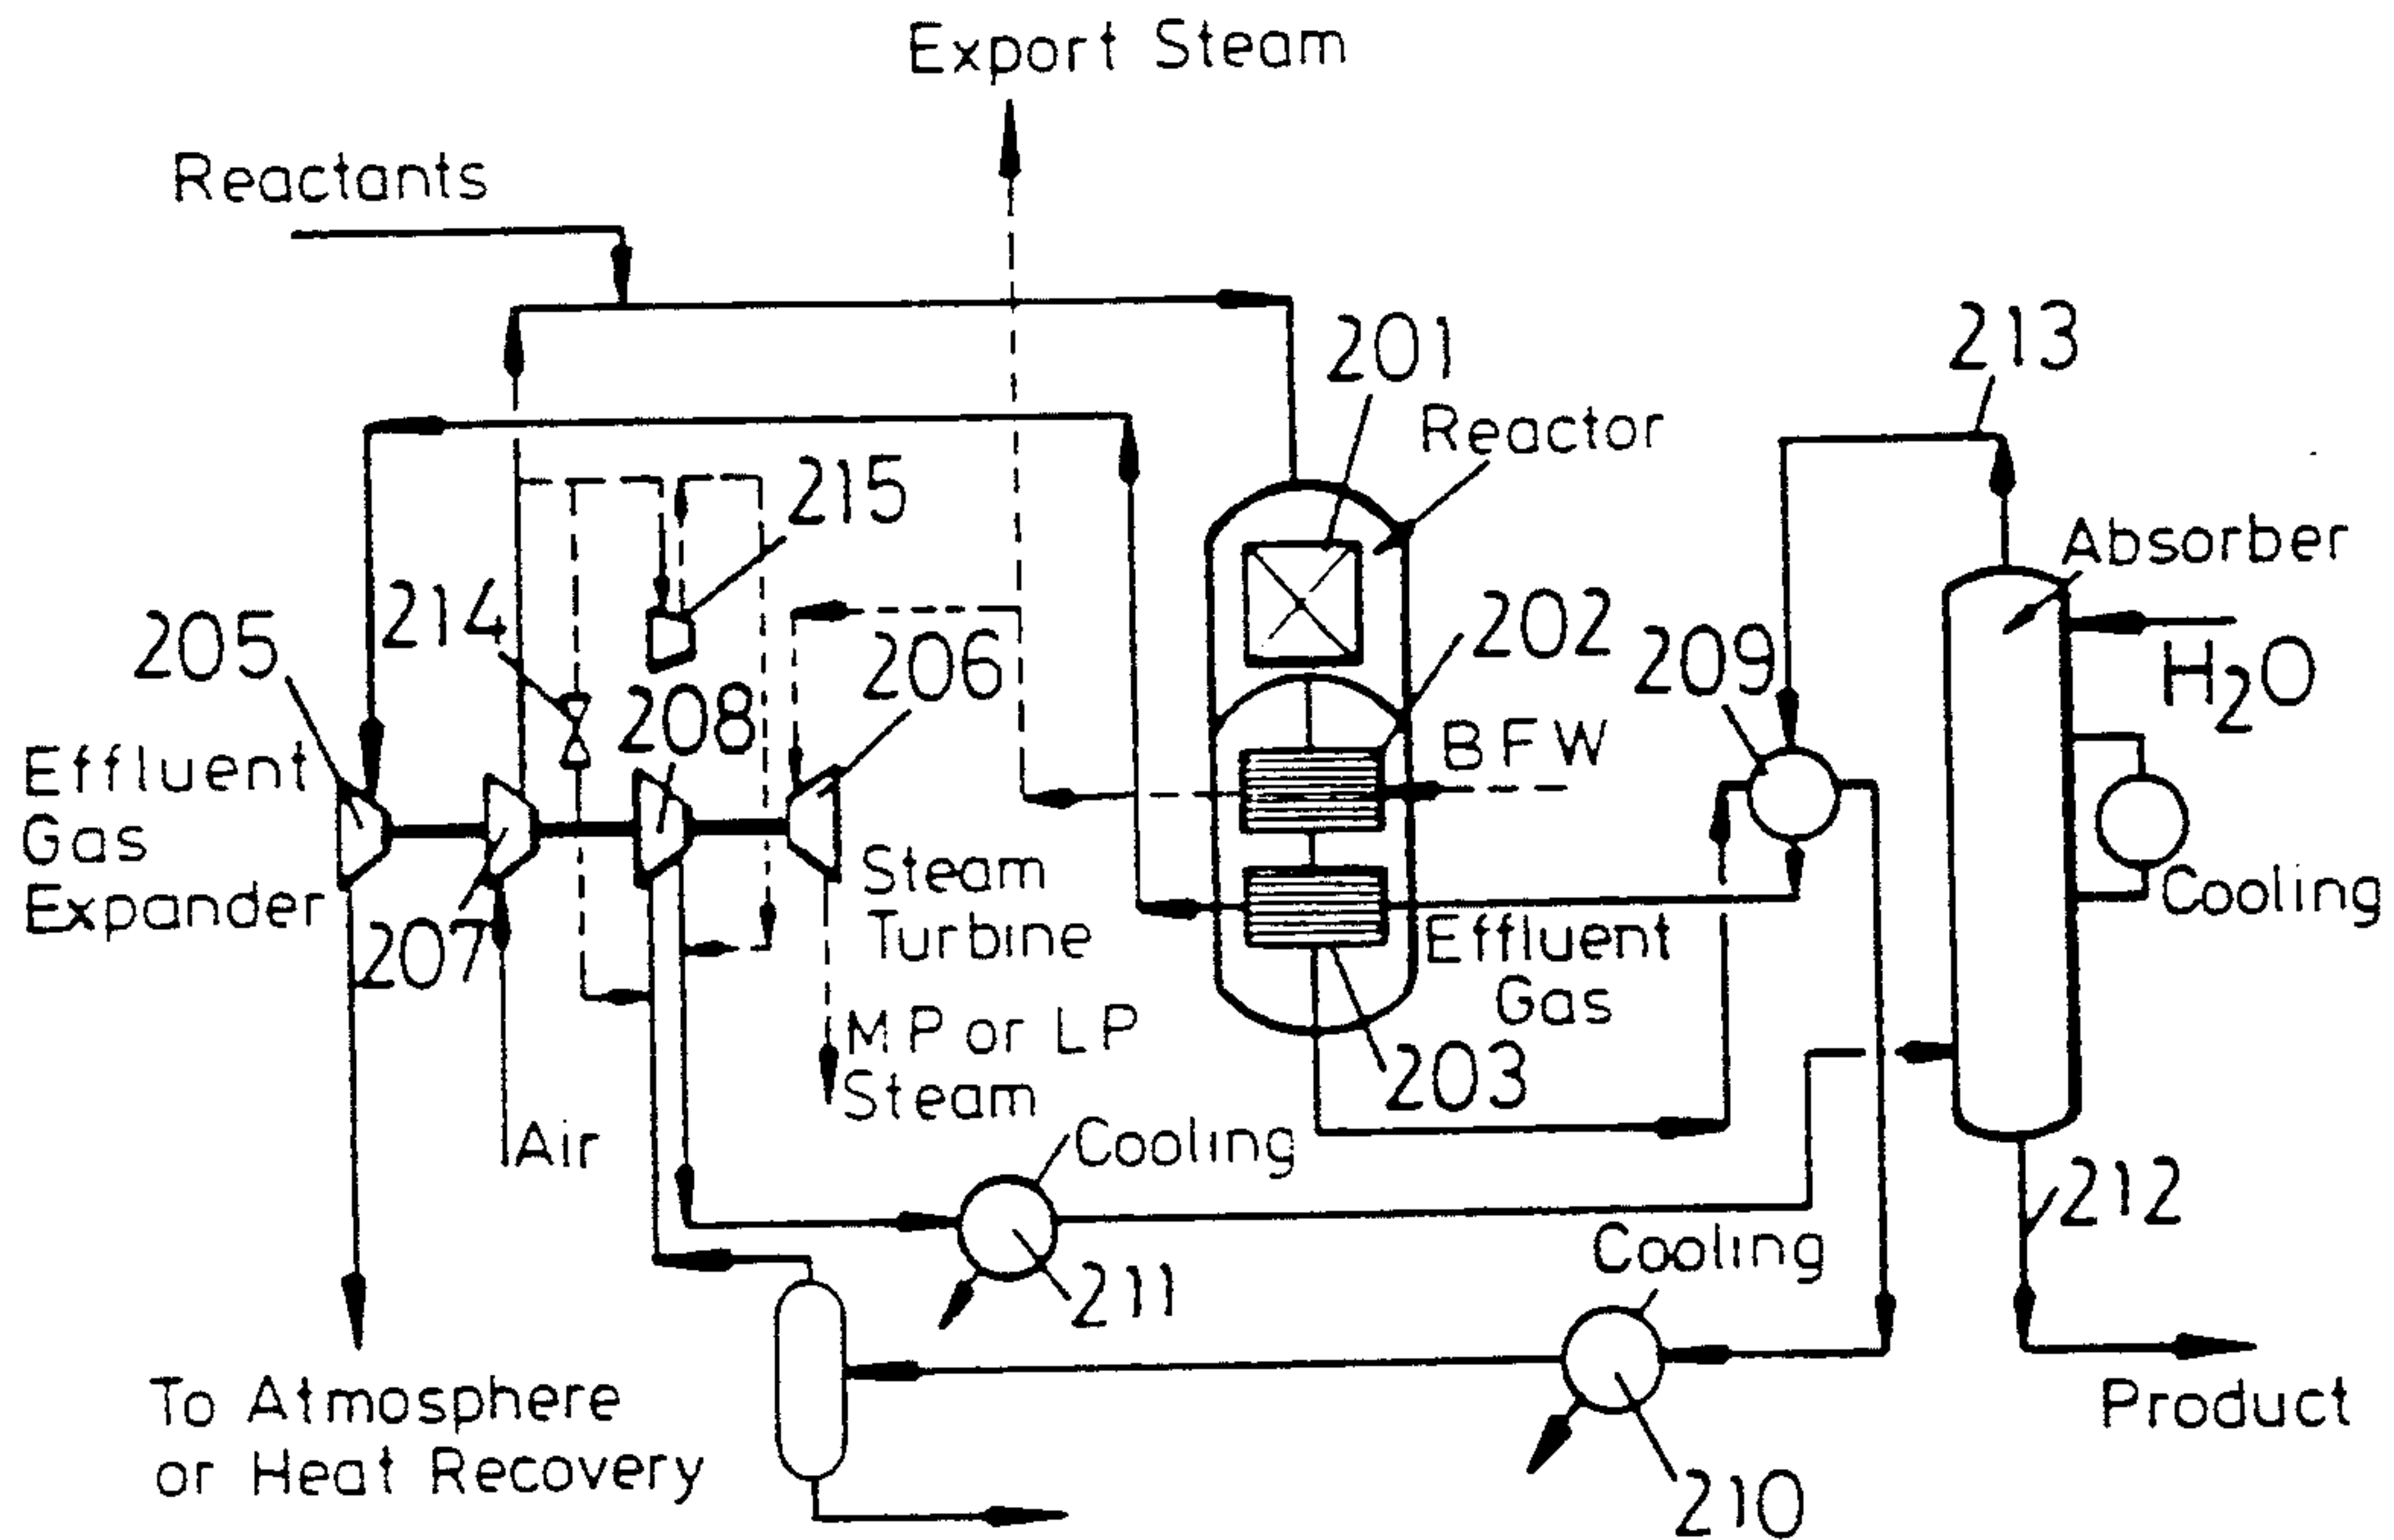 Export Steam
Reactants
201
213
Reactor
215
Absorber
214
205
206
202
209
H2O
208
BFW
Effluent
Gas
Expander
Steam
Turbine
Cooling
207
Effluent
Gas
MP or LP
Steam
203
Air
Cooling
212
Cooling
211
To Atmosphere
or Heat Recovery
Product
210